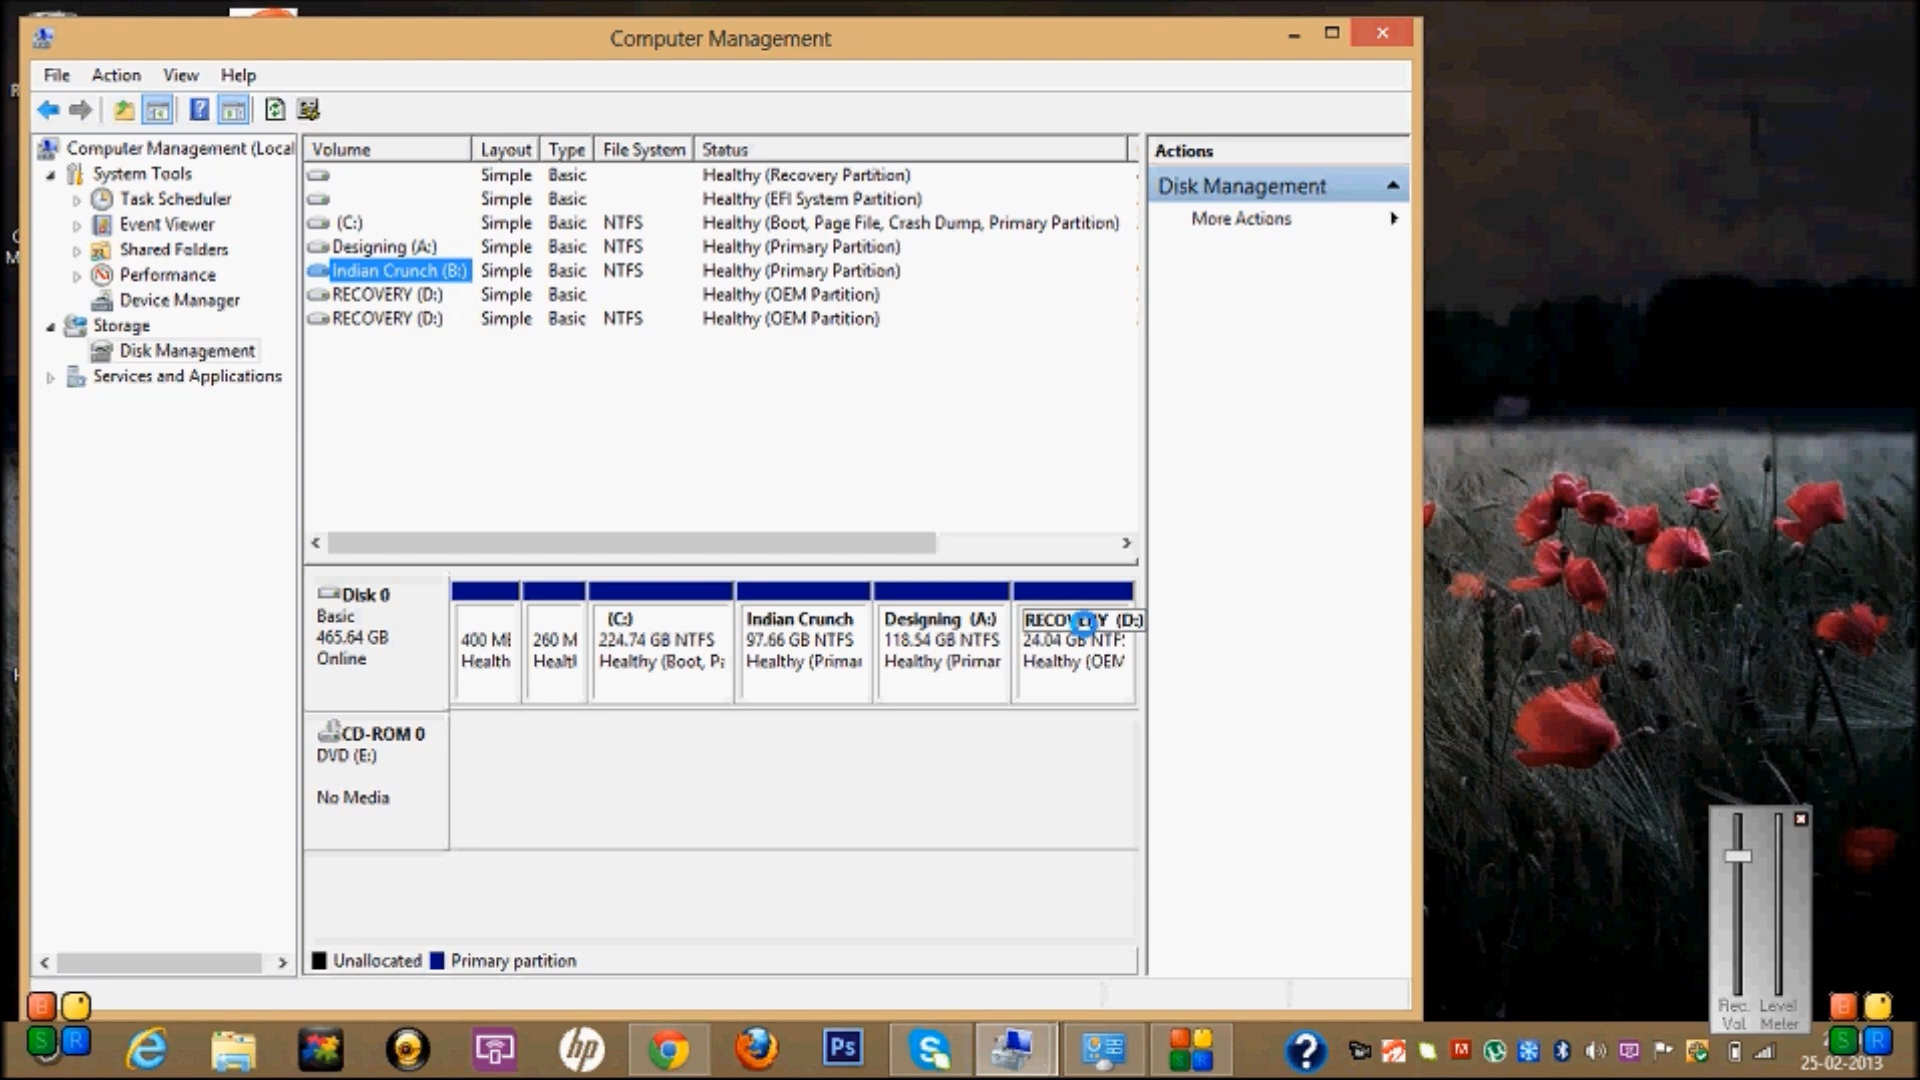 Computer Management
File Action View Help
Computer Management (Local
System Tools
Task Scheduler
Event Viewer
Shared Folders
Performance
Device Manager
Storage
Disk Management
Services and Applications
Volume Layout Type File System Status
Simple Basic Healthy (Recovery Partition)
Simple Basic Healthy (EFI System Partition)
(C:) Simple Basic NTFS Healthy (Boot, Page File, Crash Dump, Primary Partition)
Designing (A:) Simple Basic NTFS Healthy (Primary Partition)
Indian Crunch (B:) Simple Basic NTFS Healthy (Primary Partition)
RECOVERY (D:) Simple Basic Healthy (OEM Partition)
RECOVERY (D:) Simple Basic NTFS Healthy (OEM Partition)
Actions
Disk Management
More Actions
Disk 0
Basic
465.64 GB
Online
400 MB
Health
260 M
Healtl
(C:)
224.74 GB NTFS
Healthy (Boot, Pa
Indian Crunch
97.66 GB NTFS
Healthy (Primar
Designing (A:)
118.54 GB NTFS
Healthy (Primar
RECOVERY (D:)
24.04 GB NTFS
Healthy (OEM
CD-ROM 0
DVD (E:)
No Media
Unallocated Primary partition
Rec. Level
Vol Meter
B
S R
hp
Ps
B
S R
25-02-2013